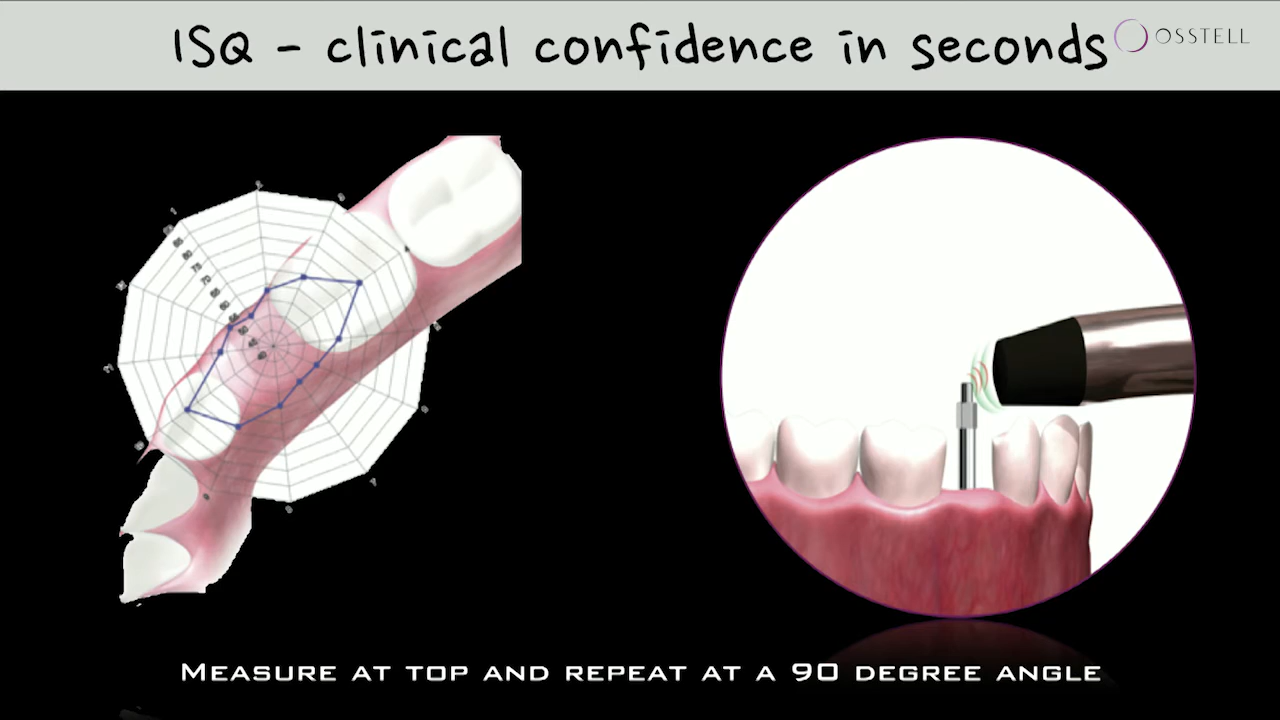 ISQ - clinical confidence in seconds
OSSTELL
MEASURE AT TOP AND REPEAT AT A 90 DEGREE ANGLE